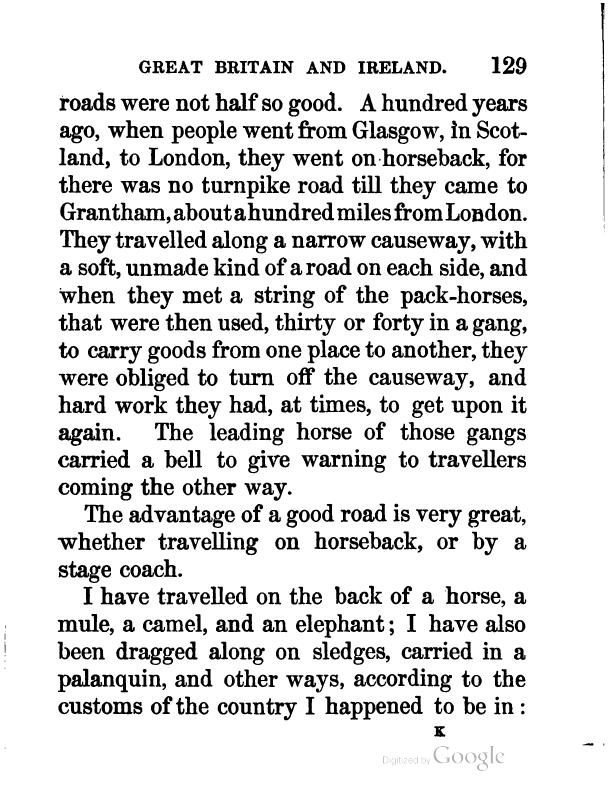 GREAT BRITAIN AND IRELAND. 129
roads were not half so good. A hundred years
ago, when people went from Glasgow, in Scot-
land, to London, they went on horseback, for
there was no turnpike road till they came to
Grantham, about a hundred miles from London.
They travelled along a narrow causeway, with
a soft, unmade kind of a road on each side, and
when they met a string of the pack-horses,
that were then used, thirty or forty in a gang,
to carry goods from one place to another, they
were obliged to turn off the causeway, and
hard work they had, at times, to get upon it
again. The leading horse of those gangs
carried a bell to give warning to travellers
coming the other way.
The advantage of a good road is very great,
whether travelling on horseback, or by a
stage coach.
I have travelled on the back of a horse, a
mule, a camel, and an elephant; I have also
been dragged along on sledges, carried in a
palanquin, and other ways, according to the
customs of the country I happened to be in:
K
Digitized by Google